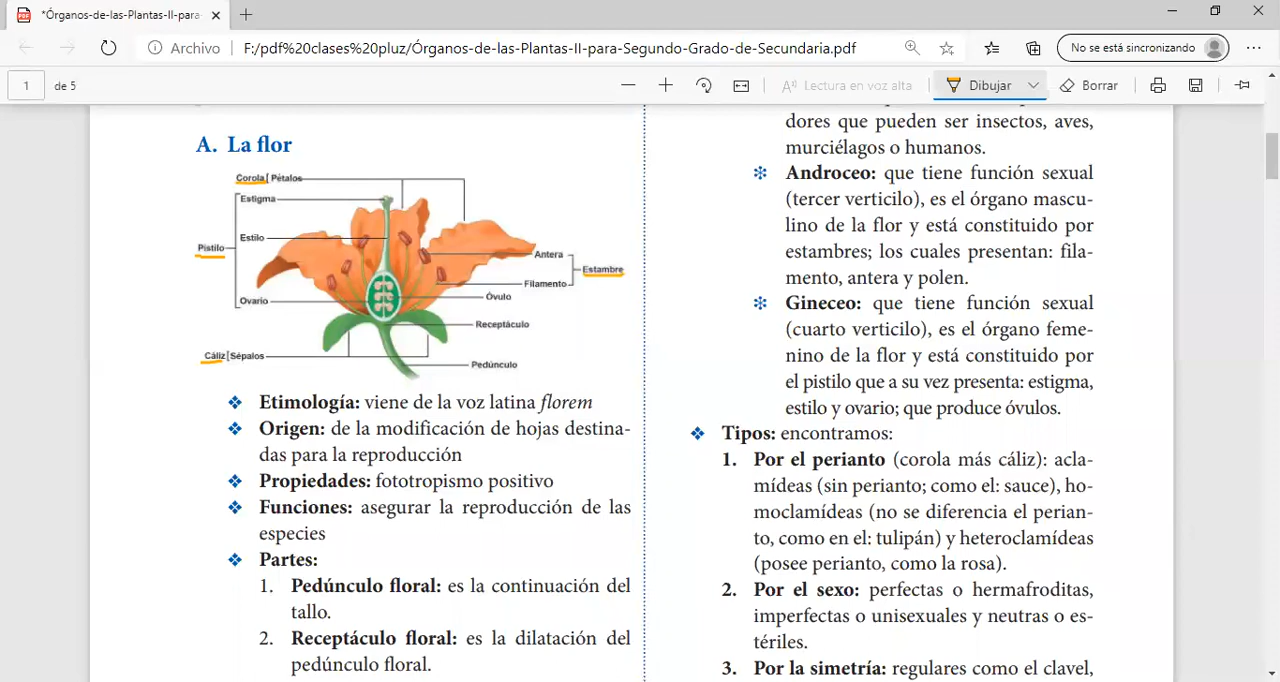 *Órganos-de-las-Plantas-II-para-
Archivo
F:/pdf%20clases%20pluz/Órganos-de-las-Plantas-II-para-Segundo-Grado-de-Secundaria.pdf
No se está sincronizando
1 de 5
Lectura en voz alta
Dibujar
Borrar
A. La flor
Corola Pétalos
Estigma
Estilo
Pistilo
Ovario
Cáliz Sépalos
Antera
Estambre
Filamento
Óvulo
Receptáculo
Pedúnculo
Etimología: viene de la voz latina florem
Origen: de la modificación de hojas destina-
das para la reproducción
Propiedades: fototropismo positivo
Funciones: asegurar la reproducción de las
especies
Partes:
1. Pedúnculo floral: es la continuación del
tallo.
2. Receptáculo floral: es la dilatación del
pedúnculo floral.
dores que pueden ser insectos, aves,
murciélagos o humanos.
Androceo: que tiene función sexual
(tercer verticilo), es el órgano mascu-
lino de la flor y está constituido por
estambres; los cuales presentan: fila-
mento, antera y polen.
Gineceo: que tiene función sexual
(cuarto verticilo), es el órgano feme-
nino de la flor y está constituido por
el pistilo que a su vez presenta: estigma,
estilo y ovario; que produce óvulos.
Tipos: encontramos:
1. Por el perianto (corola más cáliz): acla-
mídeas (sin perianto; como el: sauce), ho-
moclamídeas (no se diferencia el perian-
to, como en el: tulipán) y heteroclamídeas
(posee perianto, como la rosa).
2. Por el sexo: perfectas o hermafroditas,
imperfectas o unisexuales y neutras o es-
tériles.
3. Por la simetría: regulares como el clavel,